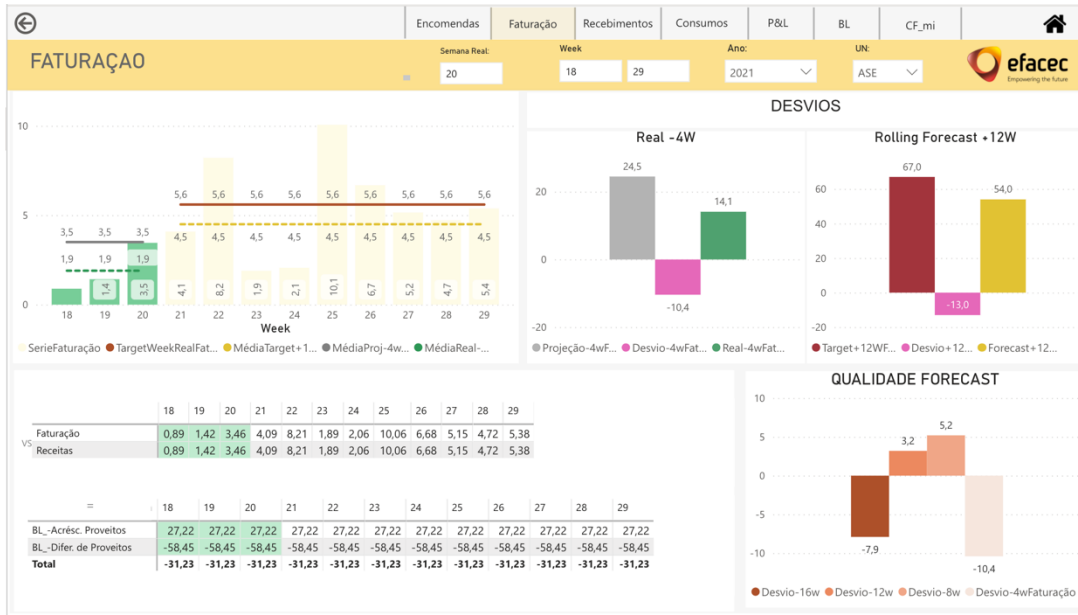 Encomendas Faturação Recebimentos Consumos P&L BL CF_mi
FATURAÇAO
Semana Real:
20
Week
18 29
Ano:
2021
UN:
ASE
efacec
Empowering the future
10
5
0
5,6 5,6 5,6 5,6 5,6 5,6 5,6 5,6 5,6
3,5 3,5 3,5
4,5 4,5 4,5 4,5 4,5 4,5 4,5 4,5 4,5
1,9 1,9 1,9
1,4 3,5 4,1 8,2 1,9 2,1 10,1 6,7 5,2 4,7 5,4
18 19 20 21 22 23 24 25 26 27 28 29
Week
SerieFaturação TargetWeekRealFat... MédiaTarget+1... MédiaProj-4w... MédiaReal-...
DESVIOS
Real -4W
20
0
-20
24,5
14,1
-10,4
Projeção-4wF... Desvio-4wFat... Real-4wFat...
Rolling Forecast +12W
60
40
20
0
-20
67,0
54,0
-13,0
Target+12WF... Desvio+12... Forecast+12...
18 19 20 21 22 23 24 25 26 27 28 29
VS
Faturação 0,89 1,42 3,46 4,09 8,21 1,89 2,06 10,06 6,68 5,15 4,72 5,38
Receitas 0,89 1,42 3,46 4,09 8,21 1,89 2,06 10,06 6,68 5,15 4,72 5,38
= 18 19 20 21 22 23 24 25 26 27 28 29
BL_-Acrésc. Proveitos 27,22 27,22 27,22 27,22 27,22 27,22 27,22 27,22 27,22 27,22 27,22 27,22
BL_-Difer. de Proveitos -58,45 -58,45 -58,45 -58,45 -58,45 -58,45 -58,45 -58,45 -58,45 -58,45 -58,45 -58,45
Total -31,23 -31,23 -31,23 -31,23 -31,23 -31,23 -31,23 -31,23 -31,23 -31,23 -31,23 -31,23
QUALIDADE FORECAST
10
5
0
-5
-10
-7,9
3,2
5,2
-10,4
Desvio-16w Desvio-12w Desvio-8w Desvio-4wFaturação